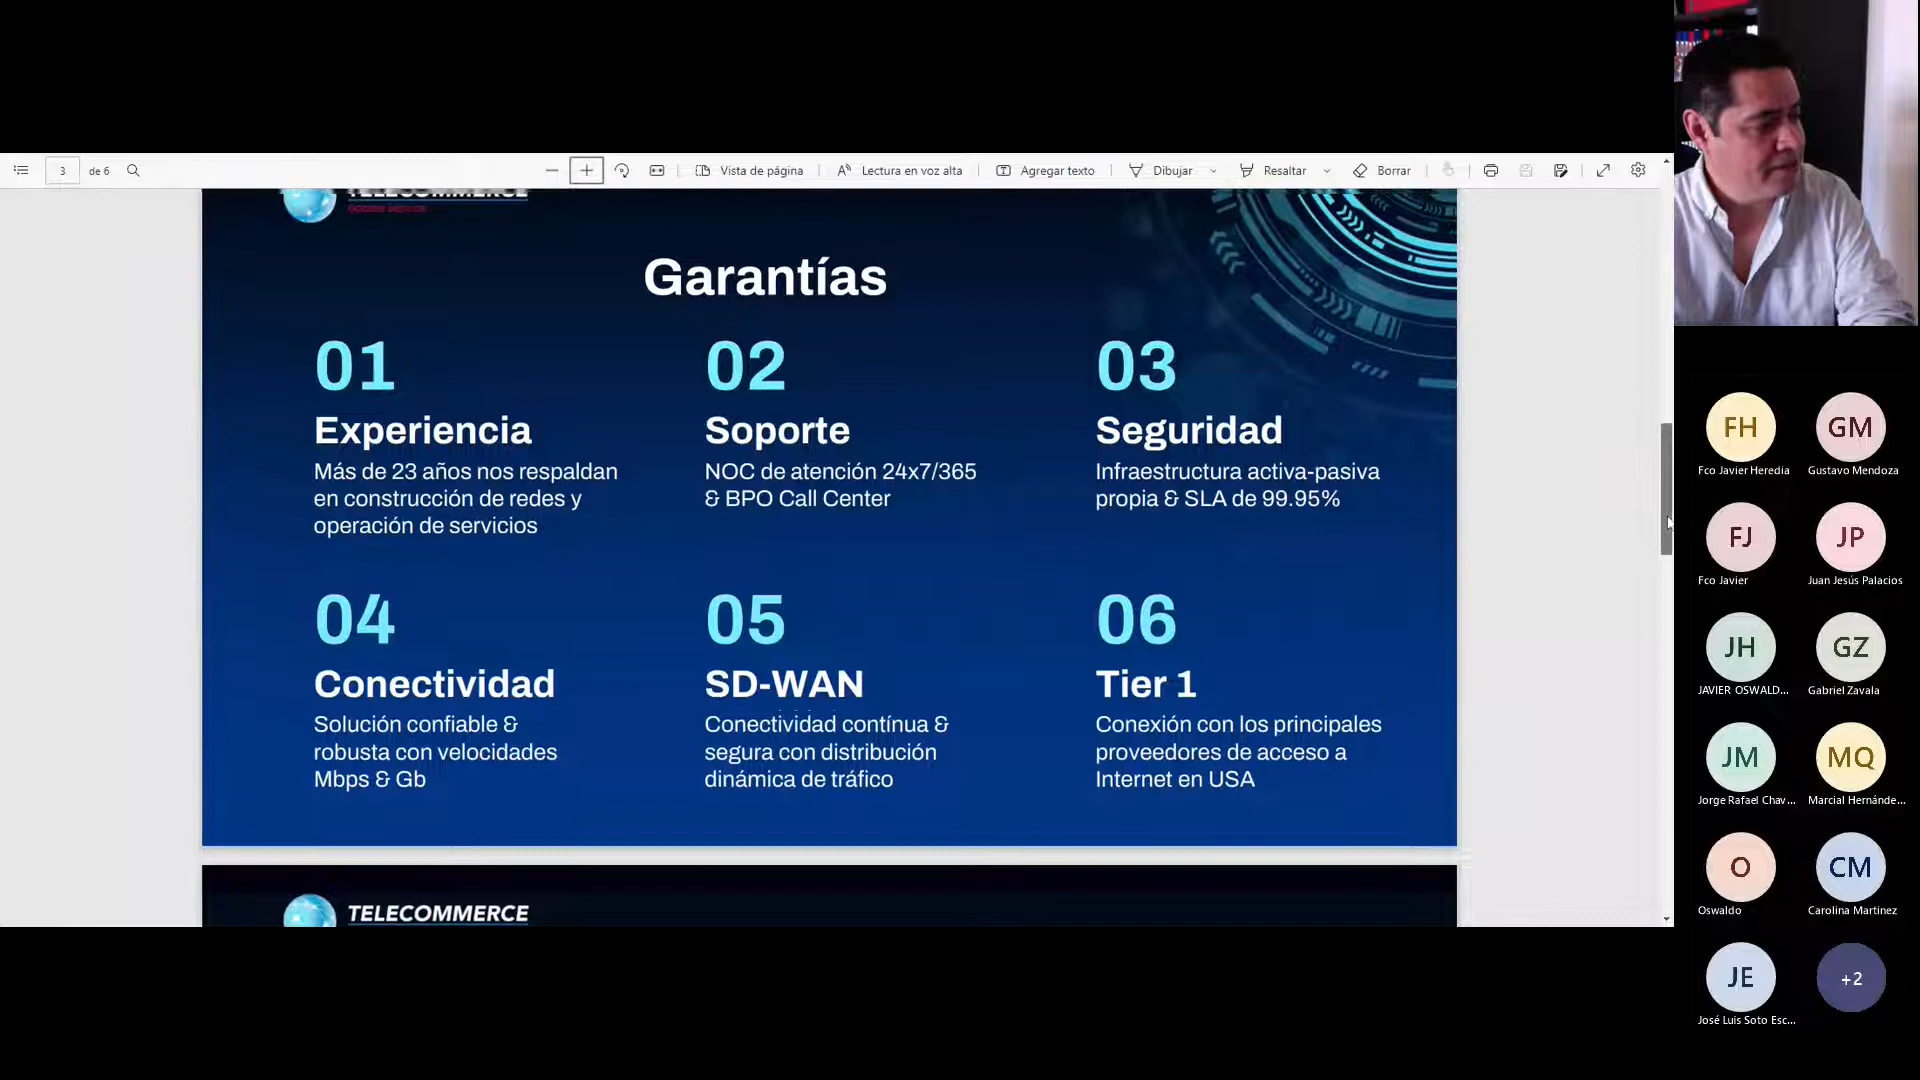 3 de 6
Vista de página
Lectura en voz alta
Agregar texto
Dibujar
Resaltar
Borrar
TELECOMMERCE
Garantías
01
Experiencia
Más de 23 años nos respaldan
en construcción de redes y
operación de servicios
02
Soporte
NOC de atención 24x7/365
& BPO Call Center
03
Seguridad
Infraestructura activa-pasiva
propia & SLA de 99.95%
04
Conectividad
Solución confiable &
robusta con velocidades
Mbps & Gb
05
SD-WAN
Conectividad contínua &
segura con distribución
dinámica de tráfico
06
Tier 1
Conexión con los principales
proveedores de acceso a
Internet en USA
TELECOMMERCE
FH
Fco Javier Heredia
GM
Gustavo Mendoza
FJ
Fco Javier
JP
Juan Jesús Palacios
JH
JAVIER OSWALD...
GZ
Gabriel Zavala
JM
Jorge Rafael Chav...
MQ
Marcial Hernánde...
O
Oswaldo
CM
Carolina Martinez
JE
José Luis Soto Esc...
+2